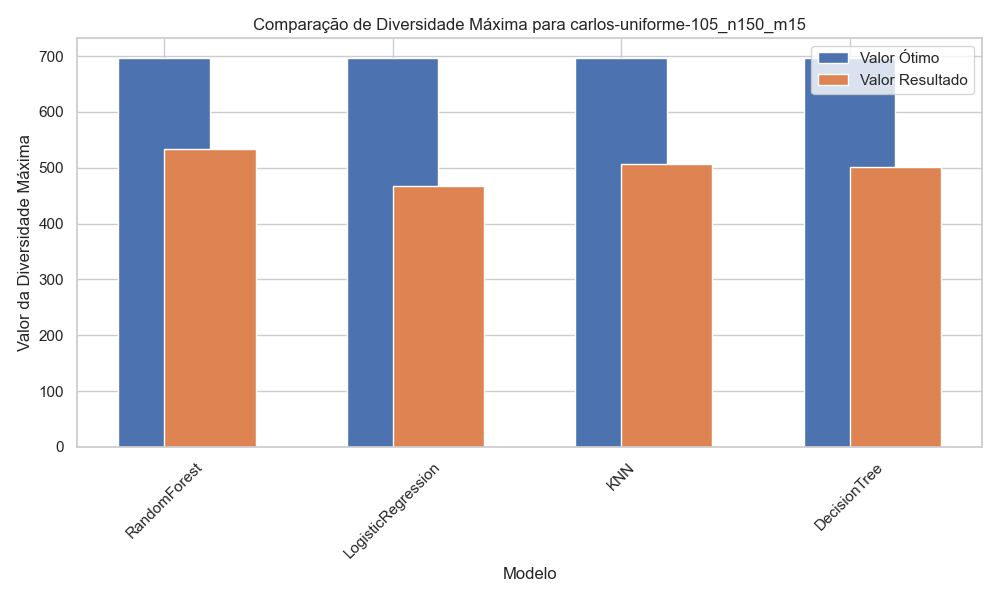 Comparação de Diversidade Máxima para carlos-uniforme-105_n150_m15
Valor Ótimo
Valor Resultado
Valor da Diversidade Máxima
700
600
500
400
300
200
100
0
RandomForest
LogisticRegression
KNN
DecisionTree
Modelo